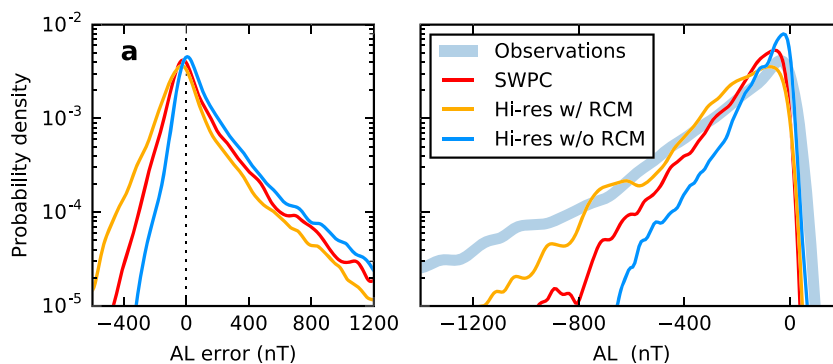 a
Probability density
10⁻²
10⁻³
10⁻⁴
10⁻⁵
−400 0 400 800 1200
AL error (nT)
Observations
SWPC
Hi-res w/ RCM
Hi-res w/o RCM
−1200 −800 −400 0
AL (nT)